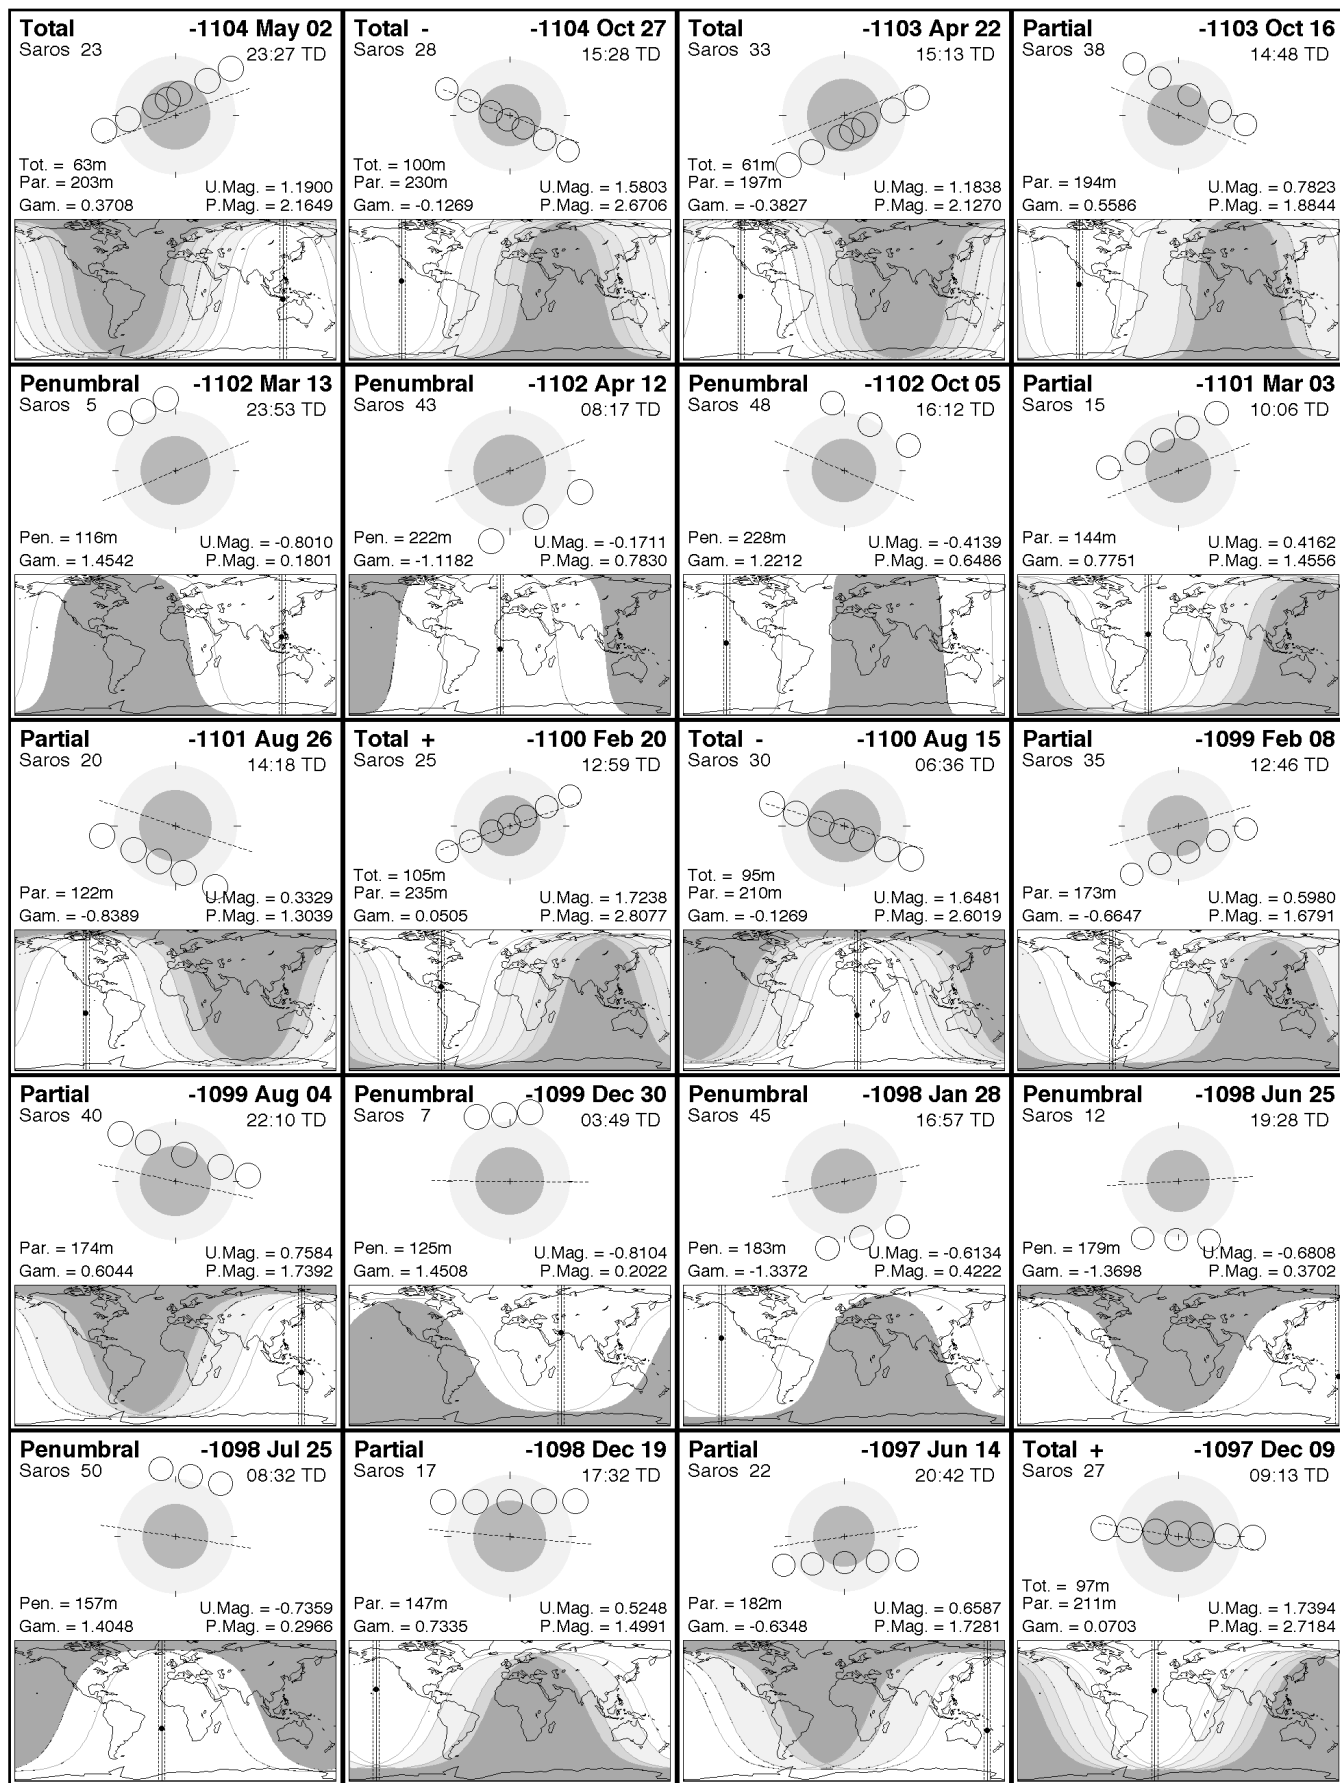 Total -1104 May 02
Saros 23 23:27 TD
Tot. = 63m
Par. = 203m U.Mag. = 1.1900
Gam. = 0.3708 P.Mag. = 2.1649
Total - -1104 Oct 27
Saros 28 15:28 TD
Tot. = 100m
Par. = 230m U.Mag. = 1.5803
Gam. = -0.1269 P.Mag. = 2.6706
Total -1103 Apr 22
Saros 33 15:13 TD
Tot. = 61m
Par. = 197m U.Mag. = 1.1838
Gam. = -0.3827 P.Mag. = 2.1270
Partial -1103 Oct 16
Saros 38 14:48 TD
Par. = 194m U.Mag. = 0.7823
Gam. = 0.5586 P.Mag. = 1.8844
Penumbral -1102 Mar 13
Saros 5 23:53 TD
Pen. = 116m U.Mag. = -0.8010
Gam. = 1.4542 P.Mag. = 0.1801
Penumbral -1102 Apr 12
Saros 43 08:17 TD
Pen. = 222m U.Mag. = -0.1711
Gam. = -1.1182 P.Mag. = 0.7830
Penumbral -1102 Oct 05
Saros 48 16:12 TD
Pen. = 228m U.Mag. = -0.4139
Gam. = 1.2212 P.Mag. = 0.6486
Partial -1101 Mar 03
Saros 15 10:06 TD
Par. = 144m U.Mag. = 0.4162
Gam. = 0.7751 P.Mag. = 1.4556
Partial -1101 Aug 26
Saros 20 14:18 TD
Par. = 122m U.Mag. = 0.3329
Gam. = -0.8389 P.Mag. = 1.3039
Total + -1100 Feb 20
Saros 25 12:59 TD
Tot. = 105m
Par. = 235m U.Mag. = 1.7238
Gam. = 0.0505 P.Mag. = 2.8077
Total - -1100 Aug 15
Saros 30 06:36 TD
Tot. = 95m
Par. = 210m U.Mag. = 1.6481
Gam. = -0.1269 P.Mag. = 2.6019
Partial -1099 Feb 08
Saros 35 12:46 TD
Par. = 173m U.Mag. = 0.5980
Gam. = -0.6647 P.Mag. = 1.6791
Partial -1099 Aug 04
Saros 40 22:10 TD
Par. = 174m U.Mag. = 0.7584
Gam. = 0.6044 P.Mag. = 1.7392
Penumbral -1099 Dec 30
Saros 7 03:49 TD
Pen. = 125m U.Mag. = -0.8104
Gam. = 1.4508 P.Mag. = 0.2022
Penumbral -1098 Jan 28
Saros 45 16:57 TD
Pen. = 183m U.Mag. = -0.6134
Gam. = -1.3372 P.Mag. = 0.4222
Penumbral -1098 Jun 25
Saros 12 19:28 TD
Pen. = 179m U.Mag. = -0.6808
Gam. = -1.3698 P.Mag. = 0.3702
Penumbral -1098 Jul 25
Saros 50 08:32 TD
Pen. = 157m U.Mag. = -0.7359
Gam. = 1.4048 P.Mag. = 0.2966
Partial -1098 Dec 19
Saros 17 17:32 TD
Par. = 147m U.Mag. = 0.5248
Gam. = 0.7335 P.Mag. = 1.4991
Partial -1097 Jun 14
Saros 22 20:42 TD
Par. = 182m U.Mag. = 0.6587
Gam. = -0.6348 P.Mag. = 1.7281
Total + -1097 Dec 09
Saros 27 09:13 TD
Tot. = 97m
Par. = 211m U.Mag. = 1.7394
Gam. = 0.0703 P.Mag. = 2.7184